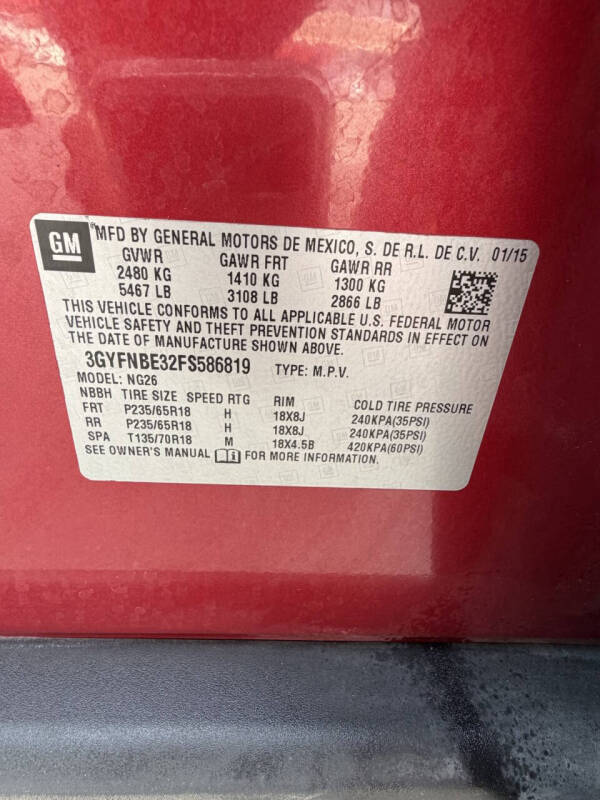 GM
MFD BY GENERAL MOTORS DE MEXICO, S. DE R.L. DE C.V. 01/15
GVWR GAWR FRT GAWR RR
2480 KG 1410 KG 1300 KG
5467 LB 3108 LB 2866 LB
THIS VEHICLE CONFORMS TO ALL APPLICABLE U.S. FEDERAL MOTOR
VEHICLE SAFETY AND THEFT PREVENTION STANDARDS IN EFFECT ON
THE DATE OF MANUFACTURE SHOWN ABOVE.
3GYFNBE32FS586819 TYPE: M.P.V.
MODEL: NG26
NBBH TIRE SIZE SPEED RTG RIM COLD TIRE PRESSURE
FRT P235/65R18 H 18X8J 240KPA(35PSI)
RR P235/65R18 H 18X8J 240KPA(35PSI)
SPA T135/70R18 M 18X4.5B 420KPA(60PSI)
SEE OWNER'S MANUAL FOR MORE INFORMATION.